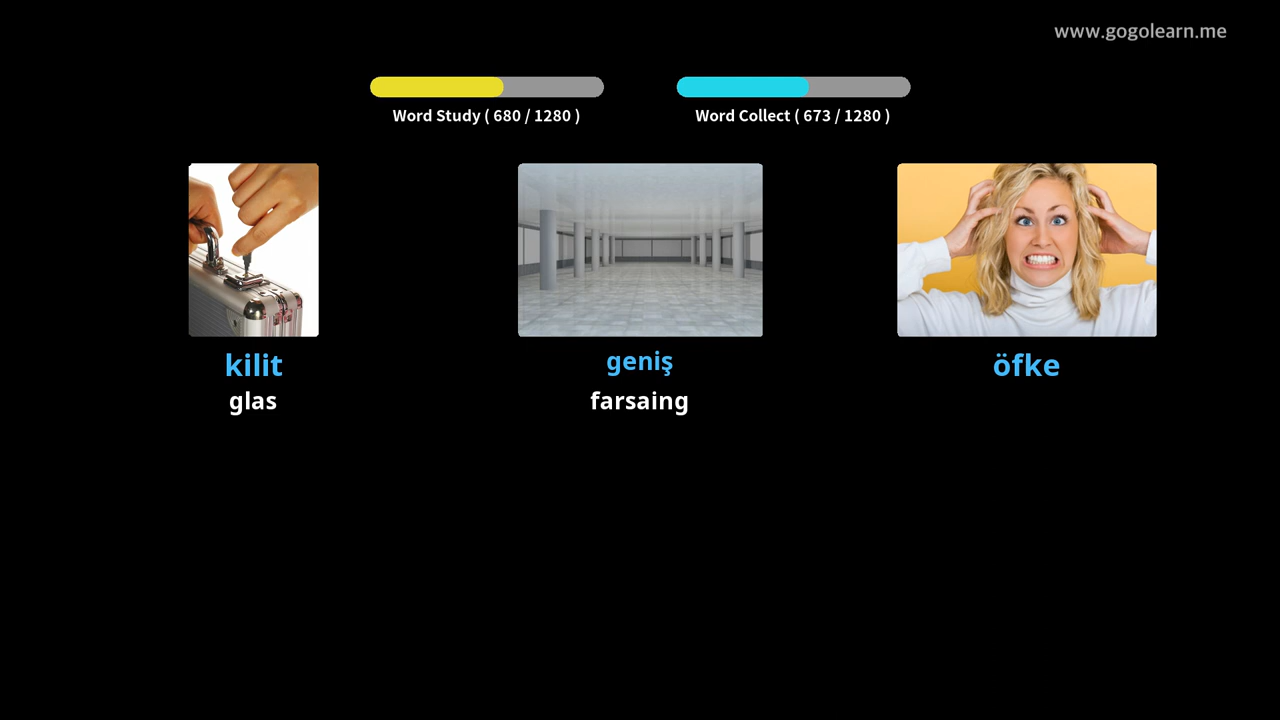 www.gogolearn.me
Word Study ( 680 / 1280 )
Word Collect ( 673 / 1280 )
kilit
glas
geniş
farsaing
öfke